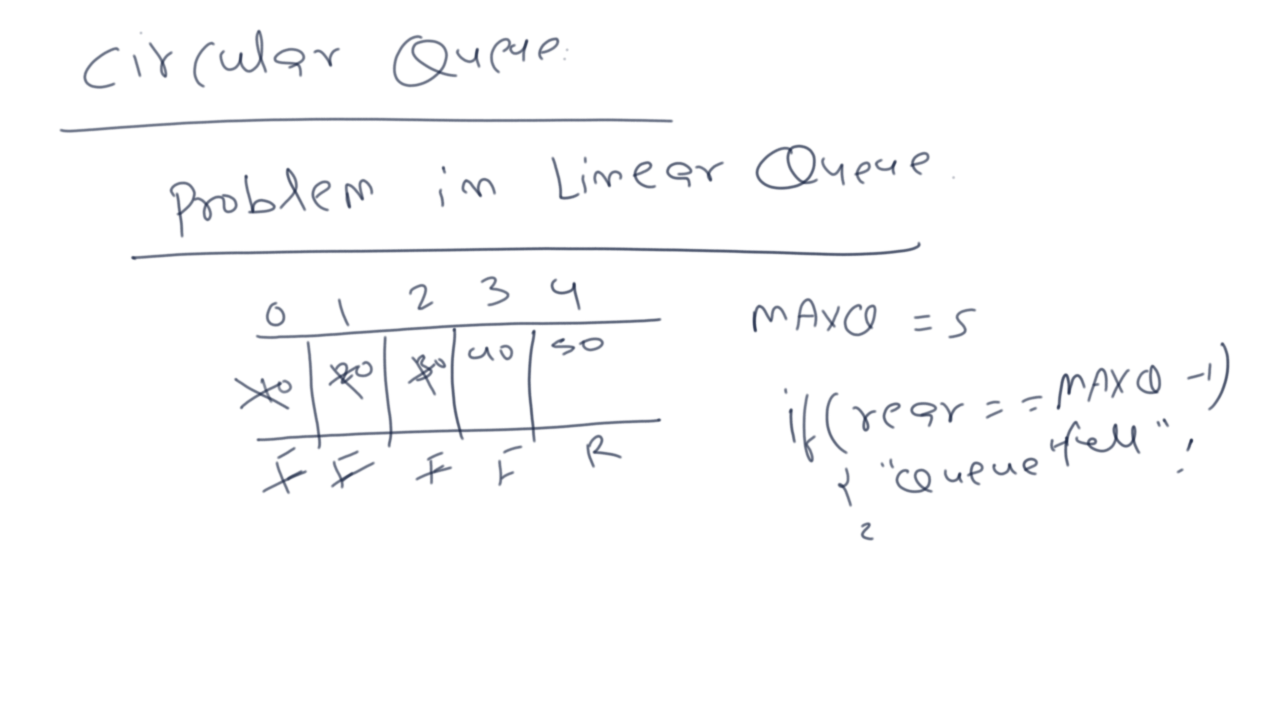 Circular Queue
Problem in Linear Queue
0 1 2 3 4
10 20 30 40 50
F F F F R
MAXQ = 5
if(rear == MAXQ -1)
{ "Queue full" ;
}